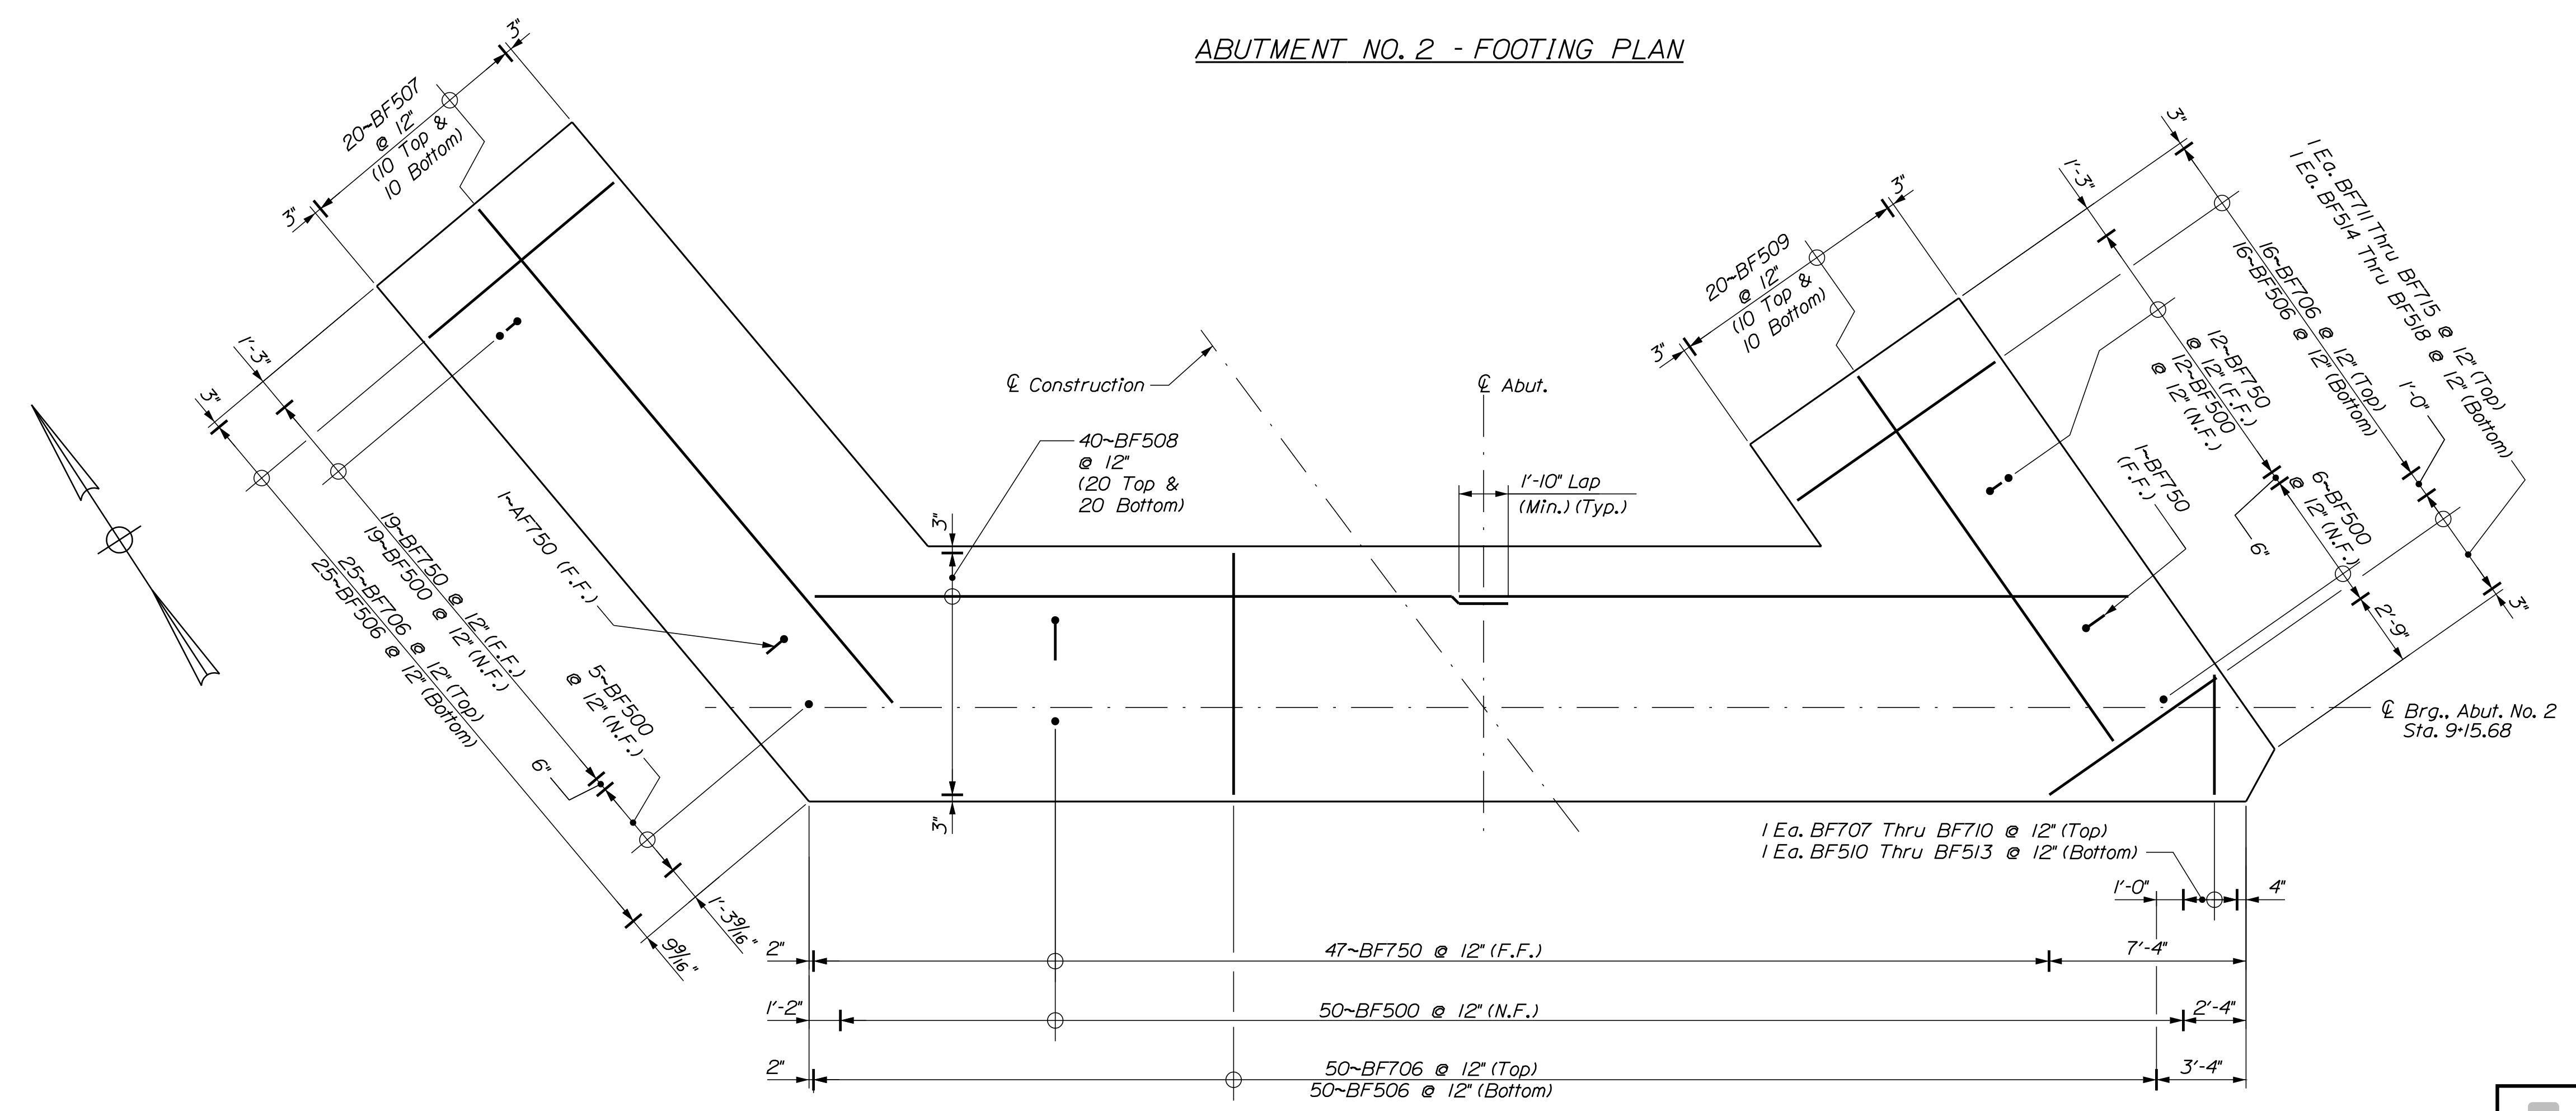 ABUTMENT NO. 2 - FOOTING PLAN
3"
20~BF507
@ 12"
(10 Top &
10 Bottom)
3"
1'-3"
3"
19~BF750 @ 12" (F.F.)
19~BF500 @ 12" (N.F.)
25~BF706 @ 12" (Top)
25~BF506 @ 12" (Bottom)
1~AF750 (F.F.)
5~BF500
@ 12" (N.F.)
6"
1'-3 9/16"
9 9/16"
℄ Construction
40~BF508
@ 12"
(20 Top &
20 Bottom)
3"
3"
℄ Abut.
1'-10" Lap
(Min.) (Typ.)
3"
20~BF509
@ 12"
(10 Top &
10 Bottom)
3"
3"
1'-3"
1 Ea. BF711 Thru BF715 @ 12" (Top)
1 Ea. BF514 Thru BF518 @ 12" (Bottom)
16~BF706 @ 12" (Top)
16~BF506 @ 12" (Bottom)
12~BF750
@ 12" (F.F.)
12~BF500
@ 12" (N.F.)
1'-0"
1~BF750
(F.F.)
6~BF500
@ 12" (N.F.)
6"
3"
2'-9"
℄ Brg., Abut. No. 2
Sta. 9+15.68
1 Ea. BF707 Thru BF710 @ 12" (Top)
1 Ea. BF510 Thru BF513 @ 12" (Bottom)
1'-0"
4"
2"
47~BF750 @ 12" (F.F.)
7'-4"
1'-2"
50~BF500 @ 12" (N.F.)
2'-4"
2"
50~BF706 @ 12" (Top)
50~BF506 @ 12" (Bottom)
3'-4"